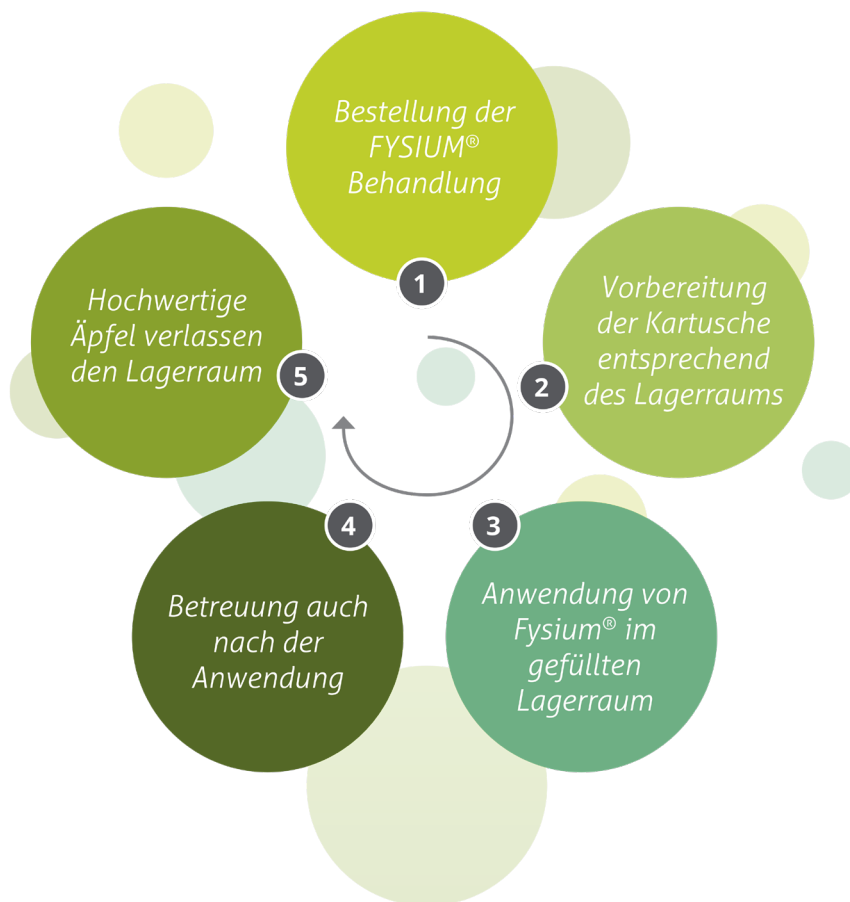 Bestellung der
FYSIUM®
Behandlung
1
Vorbereitung
der Kartusche
entsprechend
des Lagerraums
2
Anwendung von
Fysium® im
gefüllten
Lagerraum
3
Betreuung auch
nach der
Anwendung
4
Hochwertige
Äpfel verlassen
den Lagerraum
5